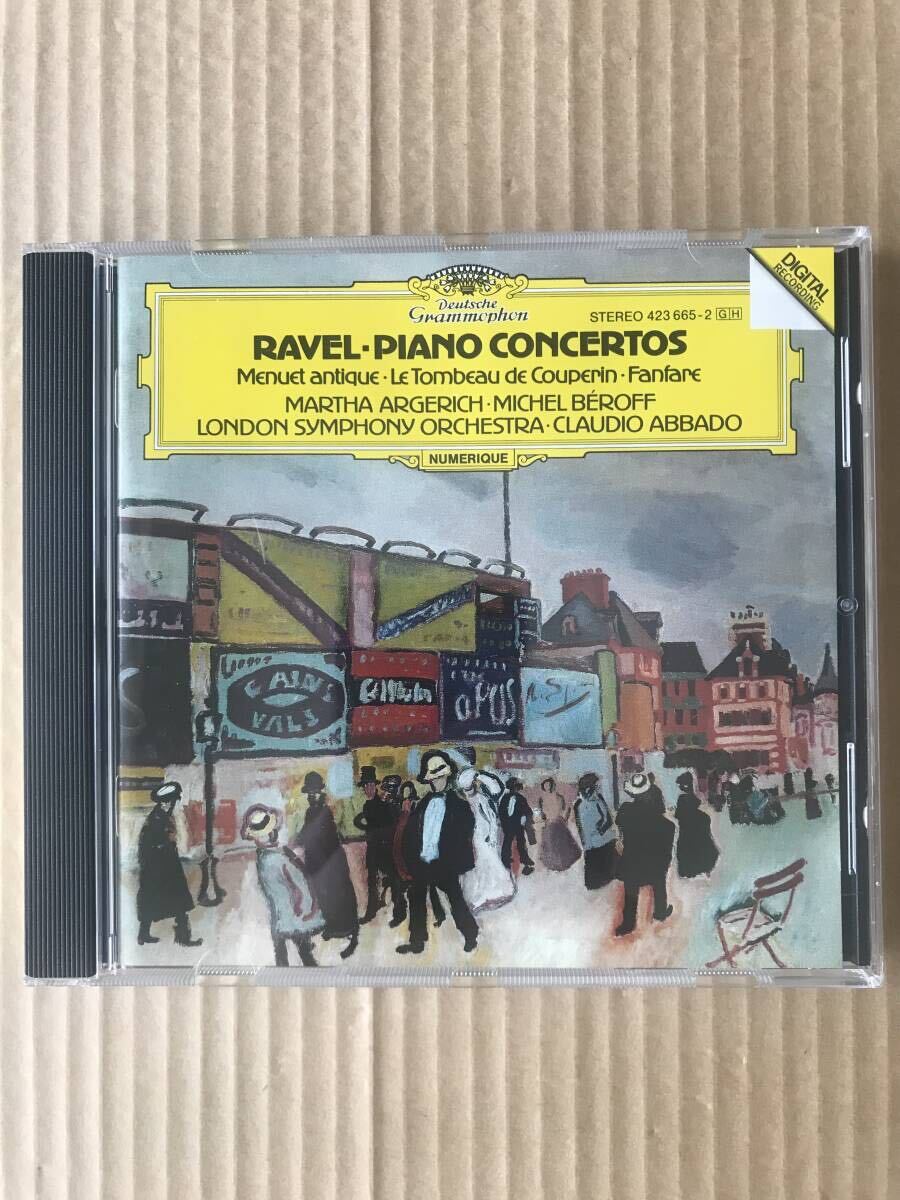 DIGITAL
RECORDING
Deutsche
Grammophon
STEREO 423 665-2 GH
RAVEL·PIANO CONCERTOS
Menuet antique · Le Tombeau de Couperin · Fanfare
MARTHA ARGERICH · MICHEL BÉROFF
LONDON SYMPHONY ORCHESTRA · CLAUDIO ABBADO
NUMERIQUE
OPUS